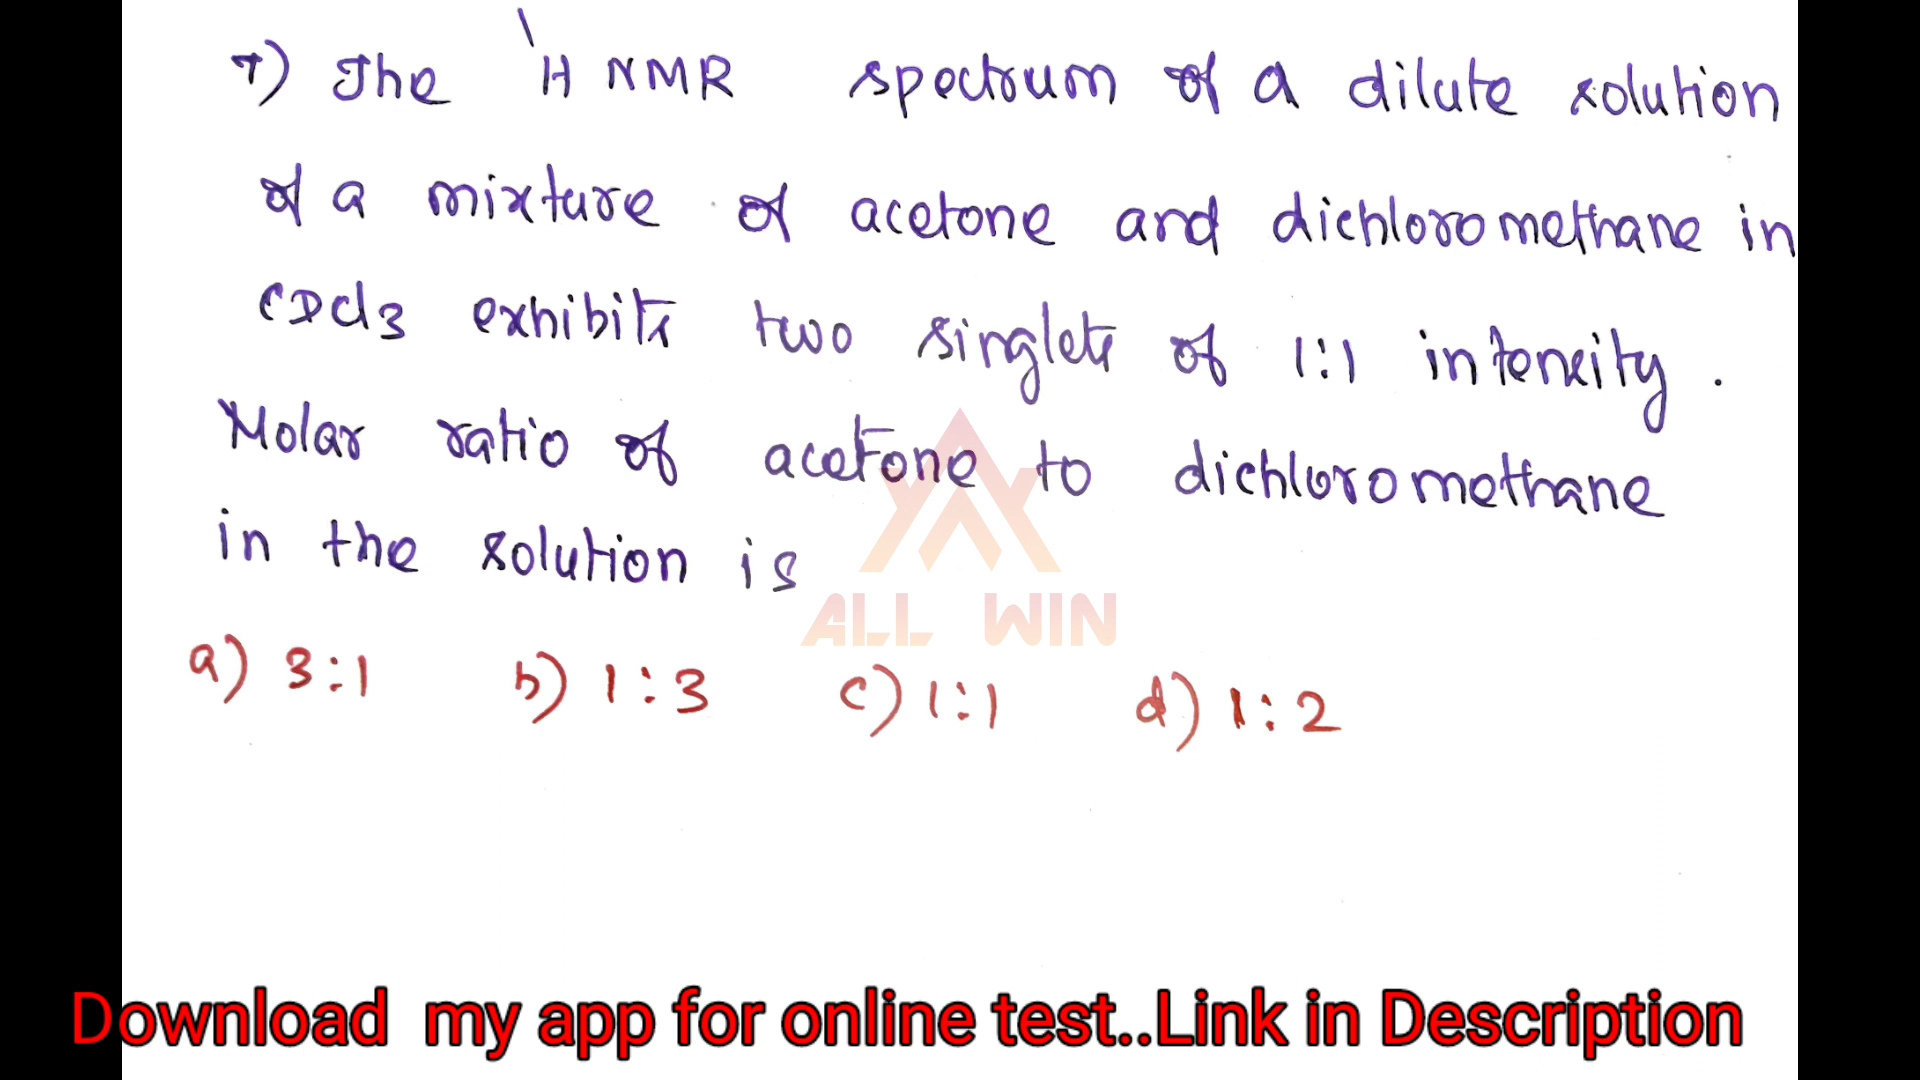 7) The ¹H NMR spectrum of a dilute solution
of a mixture of acetone and dichloromethane in
CDCl3 exhibits two singlets of 1:1 intensity.
Molar ratio of acetone to dichloromethane
in the solution is
a) 3:1 b) 1:3 c) 1:1 d) 1:2
ALL WIN
Download my app for online test..Link in Description